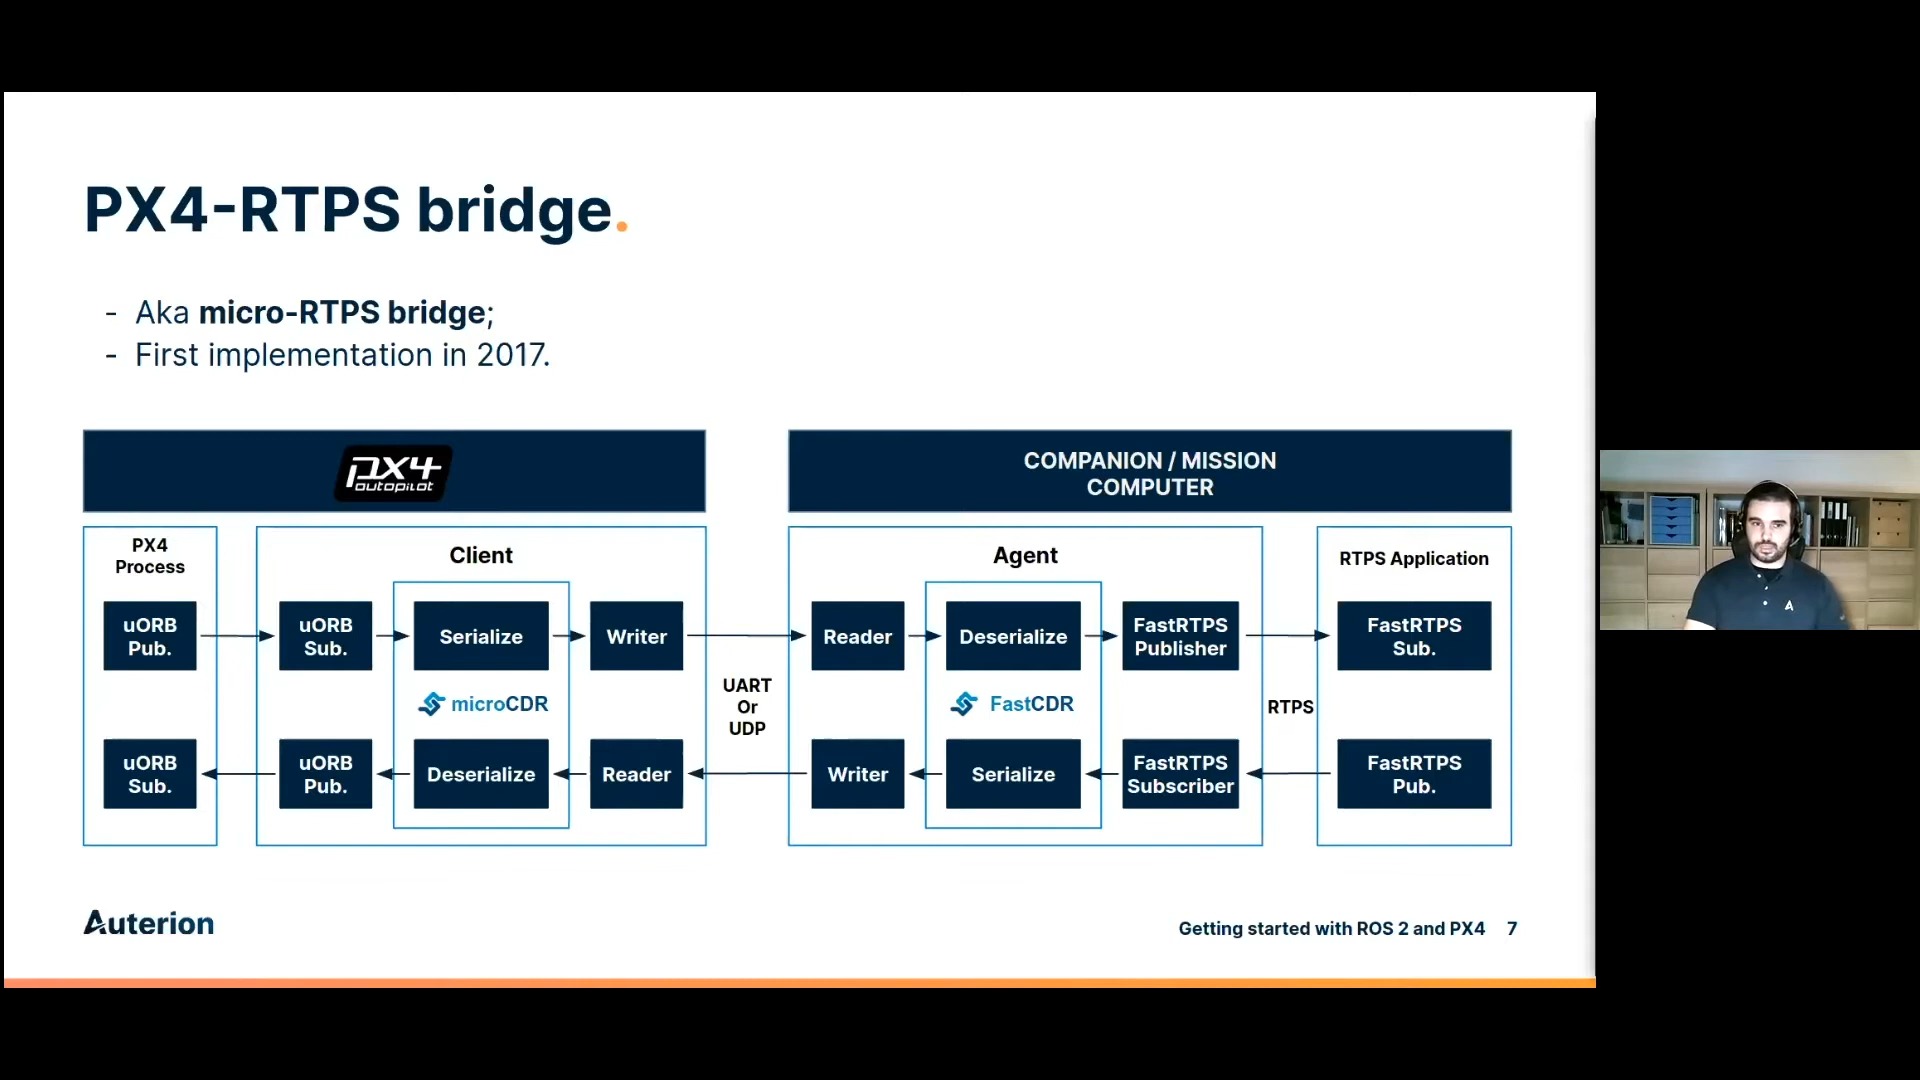 PX4-RTPS bridge.
- Aka micro-RTPS bridge;
- First implementation in 2017.
px4
autopilot
COMPANION / MISSION
COMPUTER
PX4
Process
uORB
Pub.
uORB
Sub.
Client
uORB
Sub.
Serialize
Writer
microCDR
uORB
Pub.
Deserialize
Reader
UART
Or
UDP
Agent
Reader
Deserialize
FastRTPS
Publisher
FastCDR
Writer
Serialize
FastRTPS
Subscriber
RTPS
RTPS Application
FastRTPS
Sub.
FastRTPS
Pub.
Auterion
Getting started with ROS 2 and PX4 7